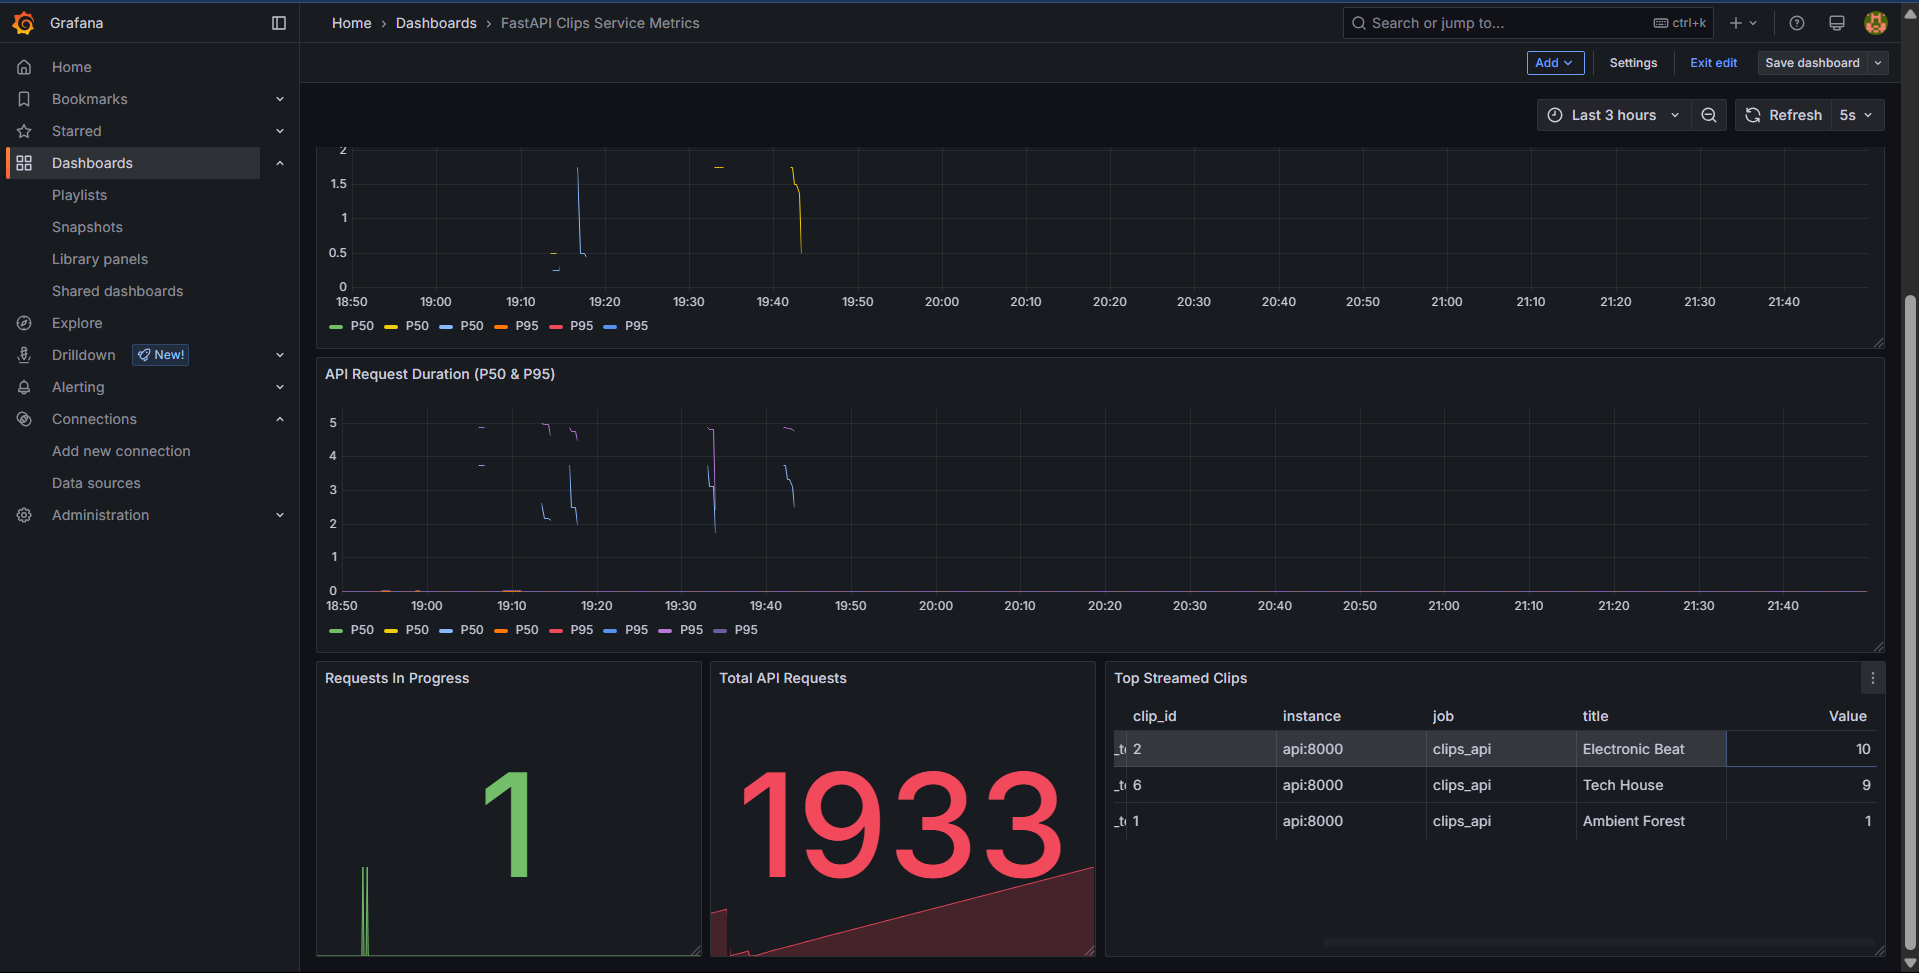 Grafana
Home › Dashboards › FastAPI Clips Service Metrics
Search or jump to...
ctrl+k
Add
Settings
Exit edit
Save dashboard
Last 3 hours
Refresh
5s
Home
Bookmarks
Starred
Dashboards
Playlists
Snapshots
Library panels
Shared dashboards
Explore
Drilldown
New!
Alerting
Connections
Add new connection
Data sources
Administration
2
1.5
1
0.5
0
18:50 19:00 19:10 19:20 19:30 19:40 19:50 20:00 20:10 20:20 20:30 20:40 20:50 21:00 21:10 21:20 21:30 21:40
P50 P50 P50 P95 P95 P95
API Request Duration (P50 & P95)
5
4
3
2
1
0
18:50 19:00 19:10 19:20 19:30 19:40 19:50 20:00 20:10 20:20 20:30 20:40 20:50 21:00 21:10 21:20 21:30 21:40
P50 P50 P50 P50 P95 P95 P95 P95
Requests In Progress
1
Total API Requests
1933
Top Streamed Clips
clip_id instance job title Value
2 api:8000 clips_api Electronic Beat 10
6 api:8000 clips_api Tech House 9
1 api:8000 clips_api Ambient Forest 1